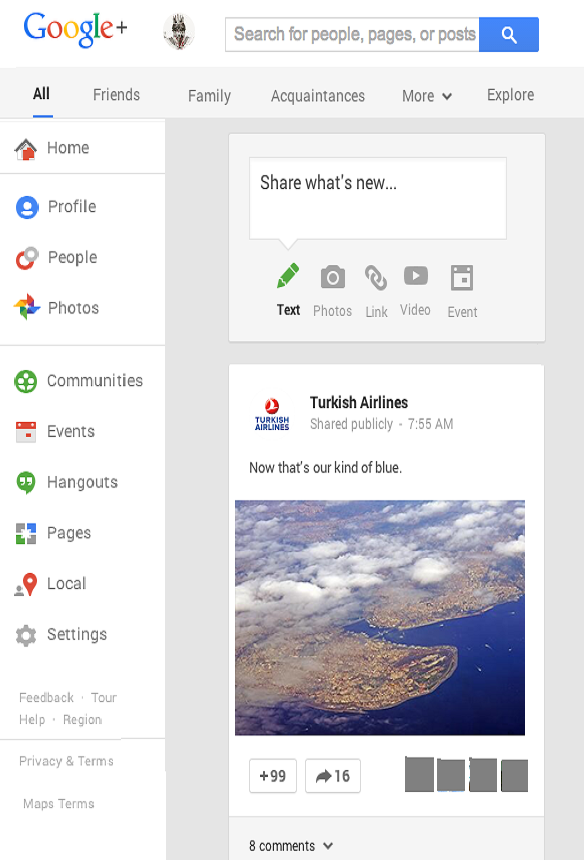 Google+
Search for people, pages, or posts
All Friends Family Acquaintances More Explore
Home
Profile
People
Photos
Communities
Events
Hangouts
Pages
Local
Settings
Feedback · Tour
Help · Region
Privacy & Terms
Maps Terms
Share what's new...
Text Photos Link Video Event
TURKISH
AIRLINES
Turkish Airlines
Shared publicly - 7:55 AM
Now that's our kind of blue.
+99 16
8 comments